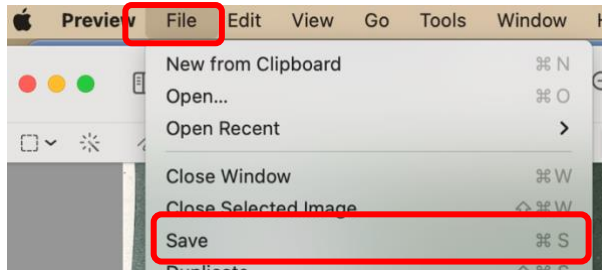 Preview File Edit View Go Tools Window
New from Clipboard ⌘ N
Open... ⌘ O
Open Recent >
Close Window ⌘ W
Close Selected Image ⇧ ⌘ W
Save ⌘ S
Duplicate ⇧ ⌘ S